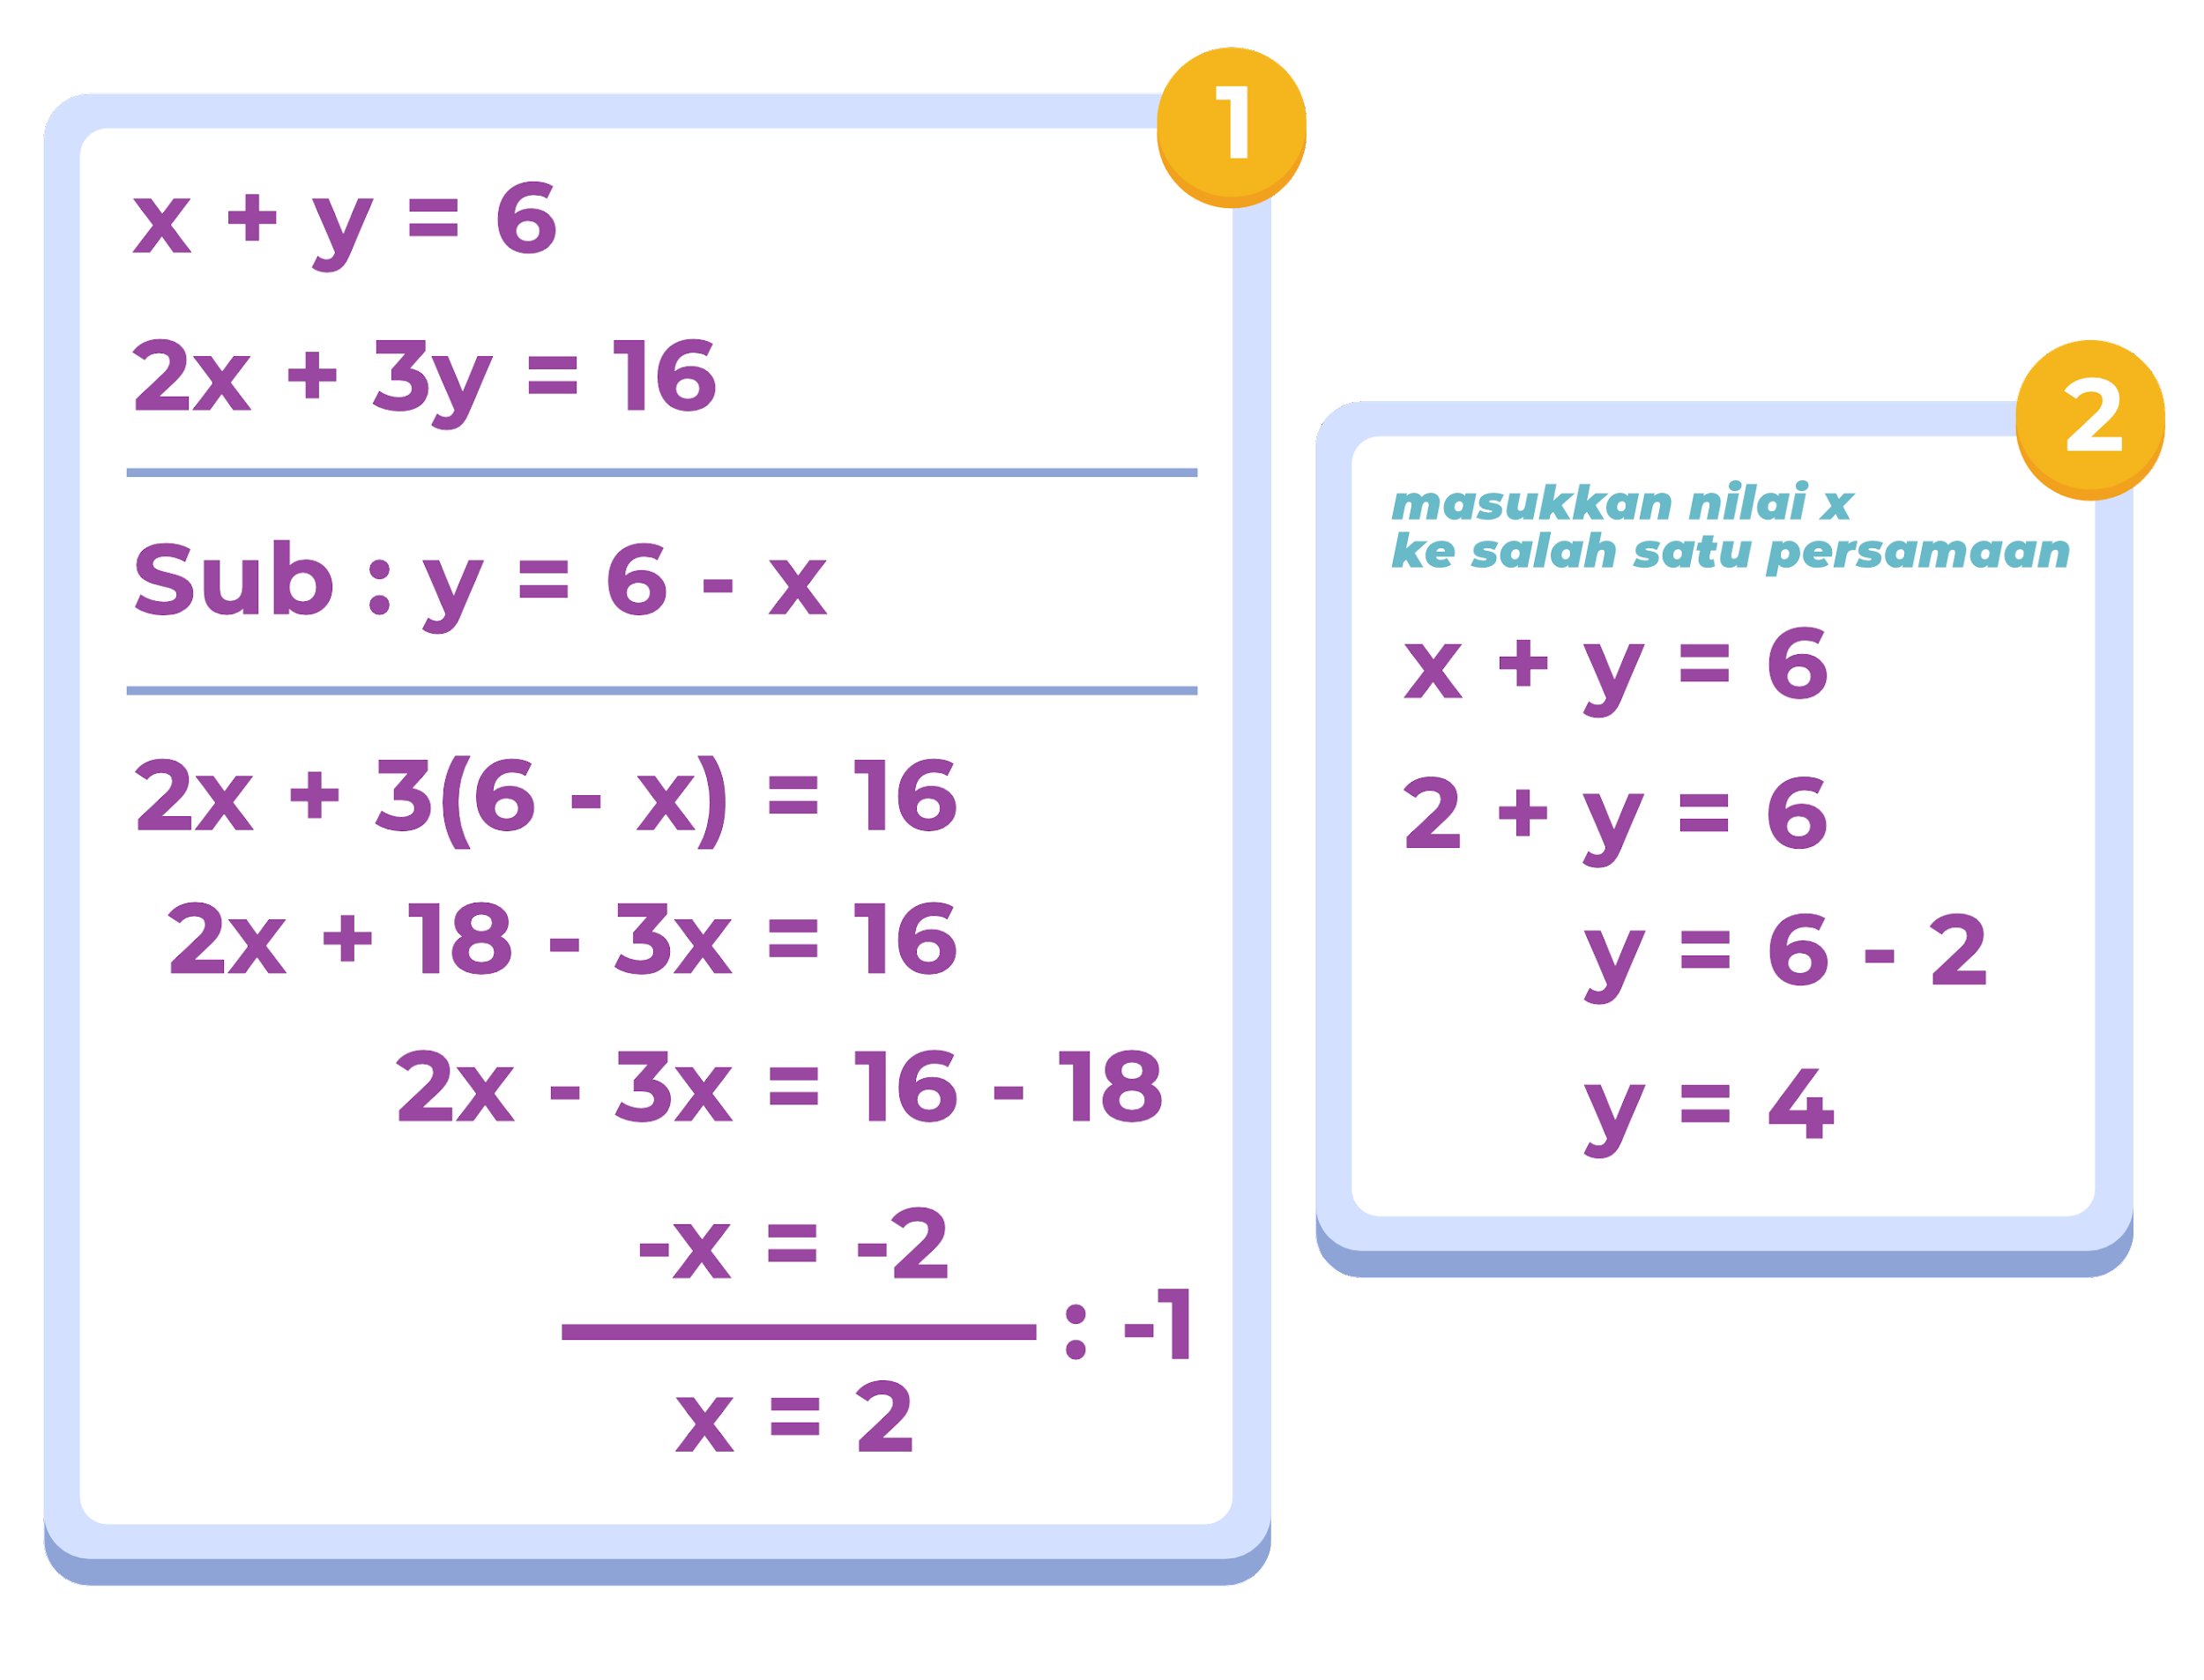 1
x + y = 6
2x + 3y = 16
Sub : y = 6 - x
2x + 3(6 - x) = 16
2x + 18 - 3x = 16
2x - 3x = 16 - 18
-x = -2
: -1
x = 2
2
masukkan nilai x
ke salah satu persamaan
x + y = 6
2 + y = 6
y = 6 - 2
y = 4